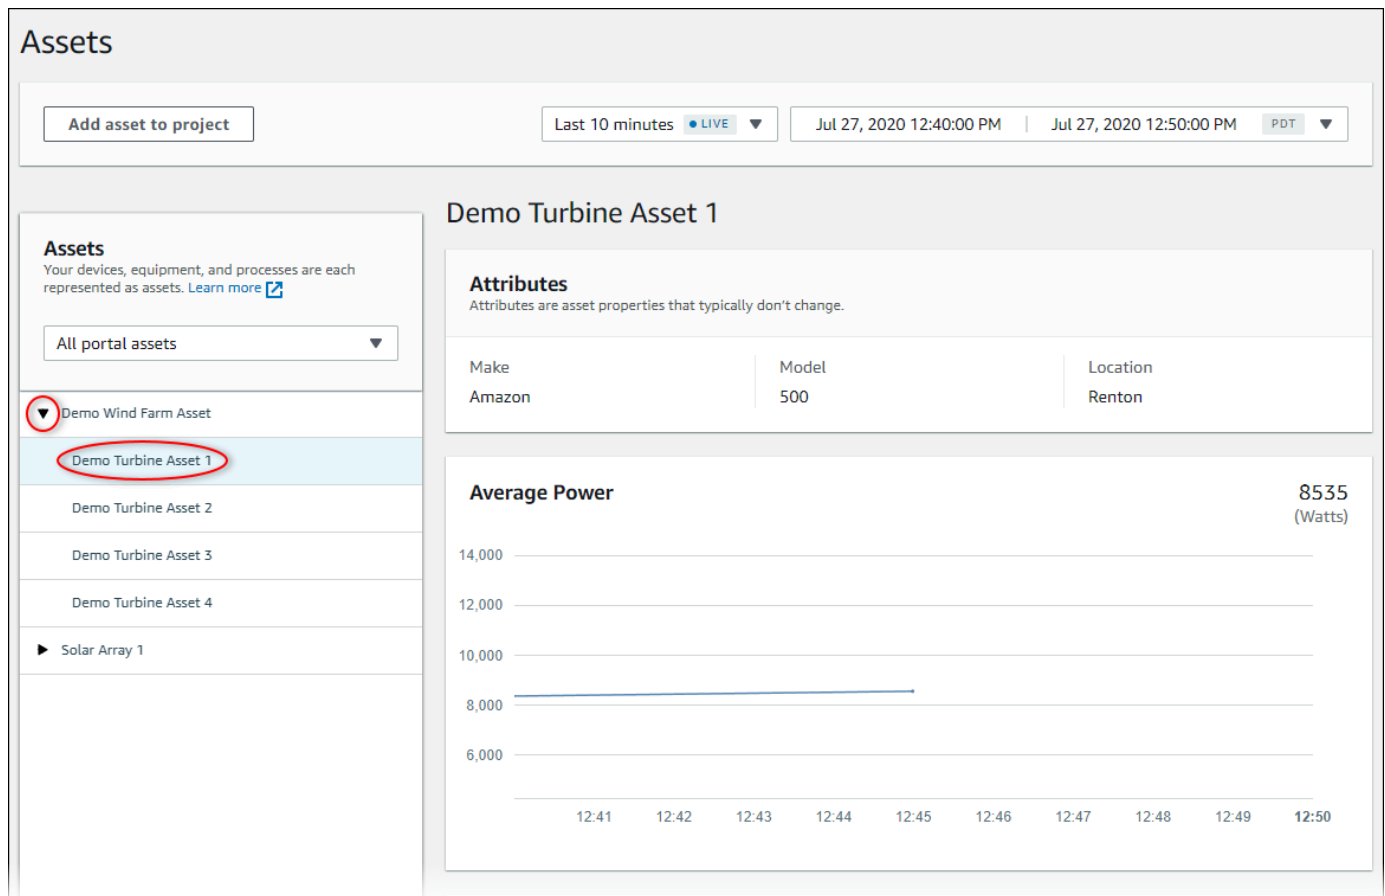 Assets
Add asset to project
Last 10 minutes LIVE
Jul 27, 2020 12:40:00 PM Jul 27, 2020 12:50:00 PM PDT
Assets
Your devices, equipment, and processes are each
represented as assets. Learn more
All portal assets
Demo Wind Farm Asset
Demo Turbine Asset 1
Demo Turbine Asset 2
Demo Turbine Asset 3
Demo Turbine Asset 4
Solar Array 1
Demo Turbine Asset 1
Attributes
Attributes are asset properties that typically don't change.
Make Model Location
Amazon 500 Renton
Average Power 8535
(Watts)
14,000
12,000
10,000
8,000
6,000
12:41 12:42 12:43 12:44 12:45 12:46 12:47 12:48 12:49 12:50